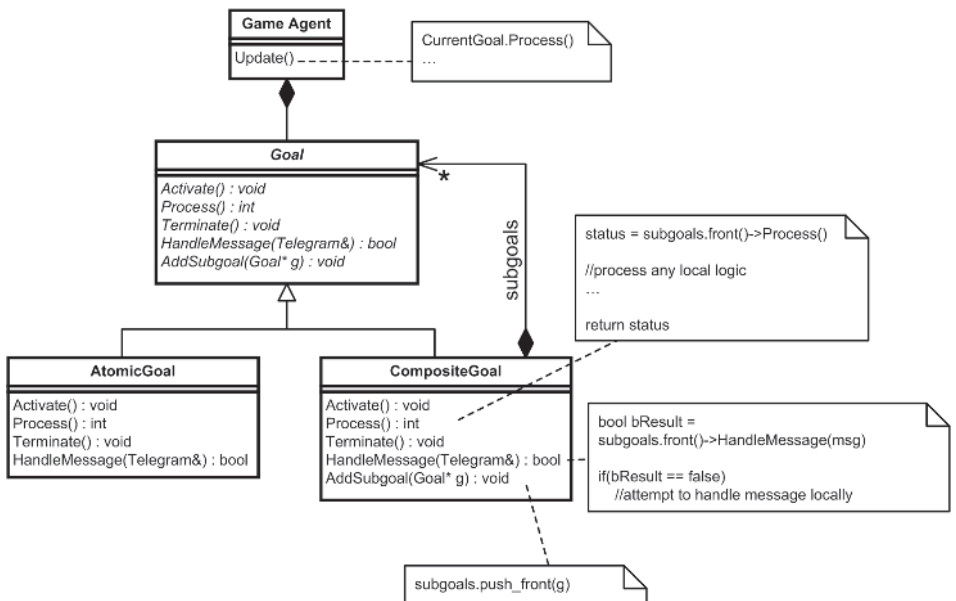 Game Agent
Update()
CurrentGoal.Process()
...
Goal
Activate() : void
Process() : int
Terminate() : void
HandleMessage(Telegram&) : bool
AddSubgoal(Goal* g) : void
*
subgoals
status = subgoals.front()->Process()
//process any local logic
...
return status
AtomicGoal
Activate() : void
Process() : int
Terminate() : void
HandleMessage(Telegram&) : bool
CompositeGoal
Activate() : void
Process() : int
Terminate() : void
HandleMessage(Telegram&) : bool
AddSubgoal(Goal* g) : void
bool bResult =
subgoals.front()->HandleMessage(msg)
if(bResult == false)
//attempt to handle message locally
subgoals.push_front(g)